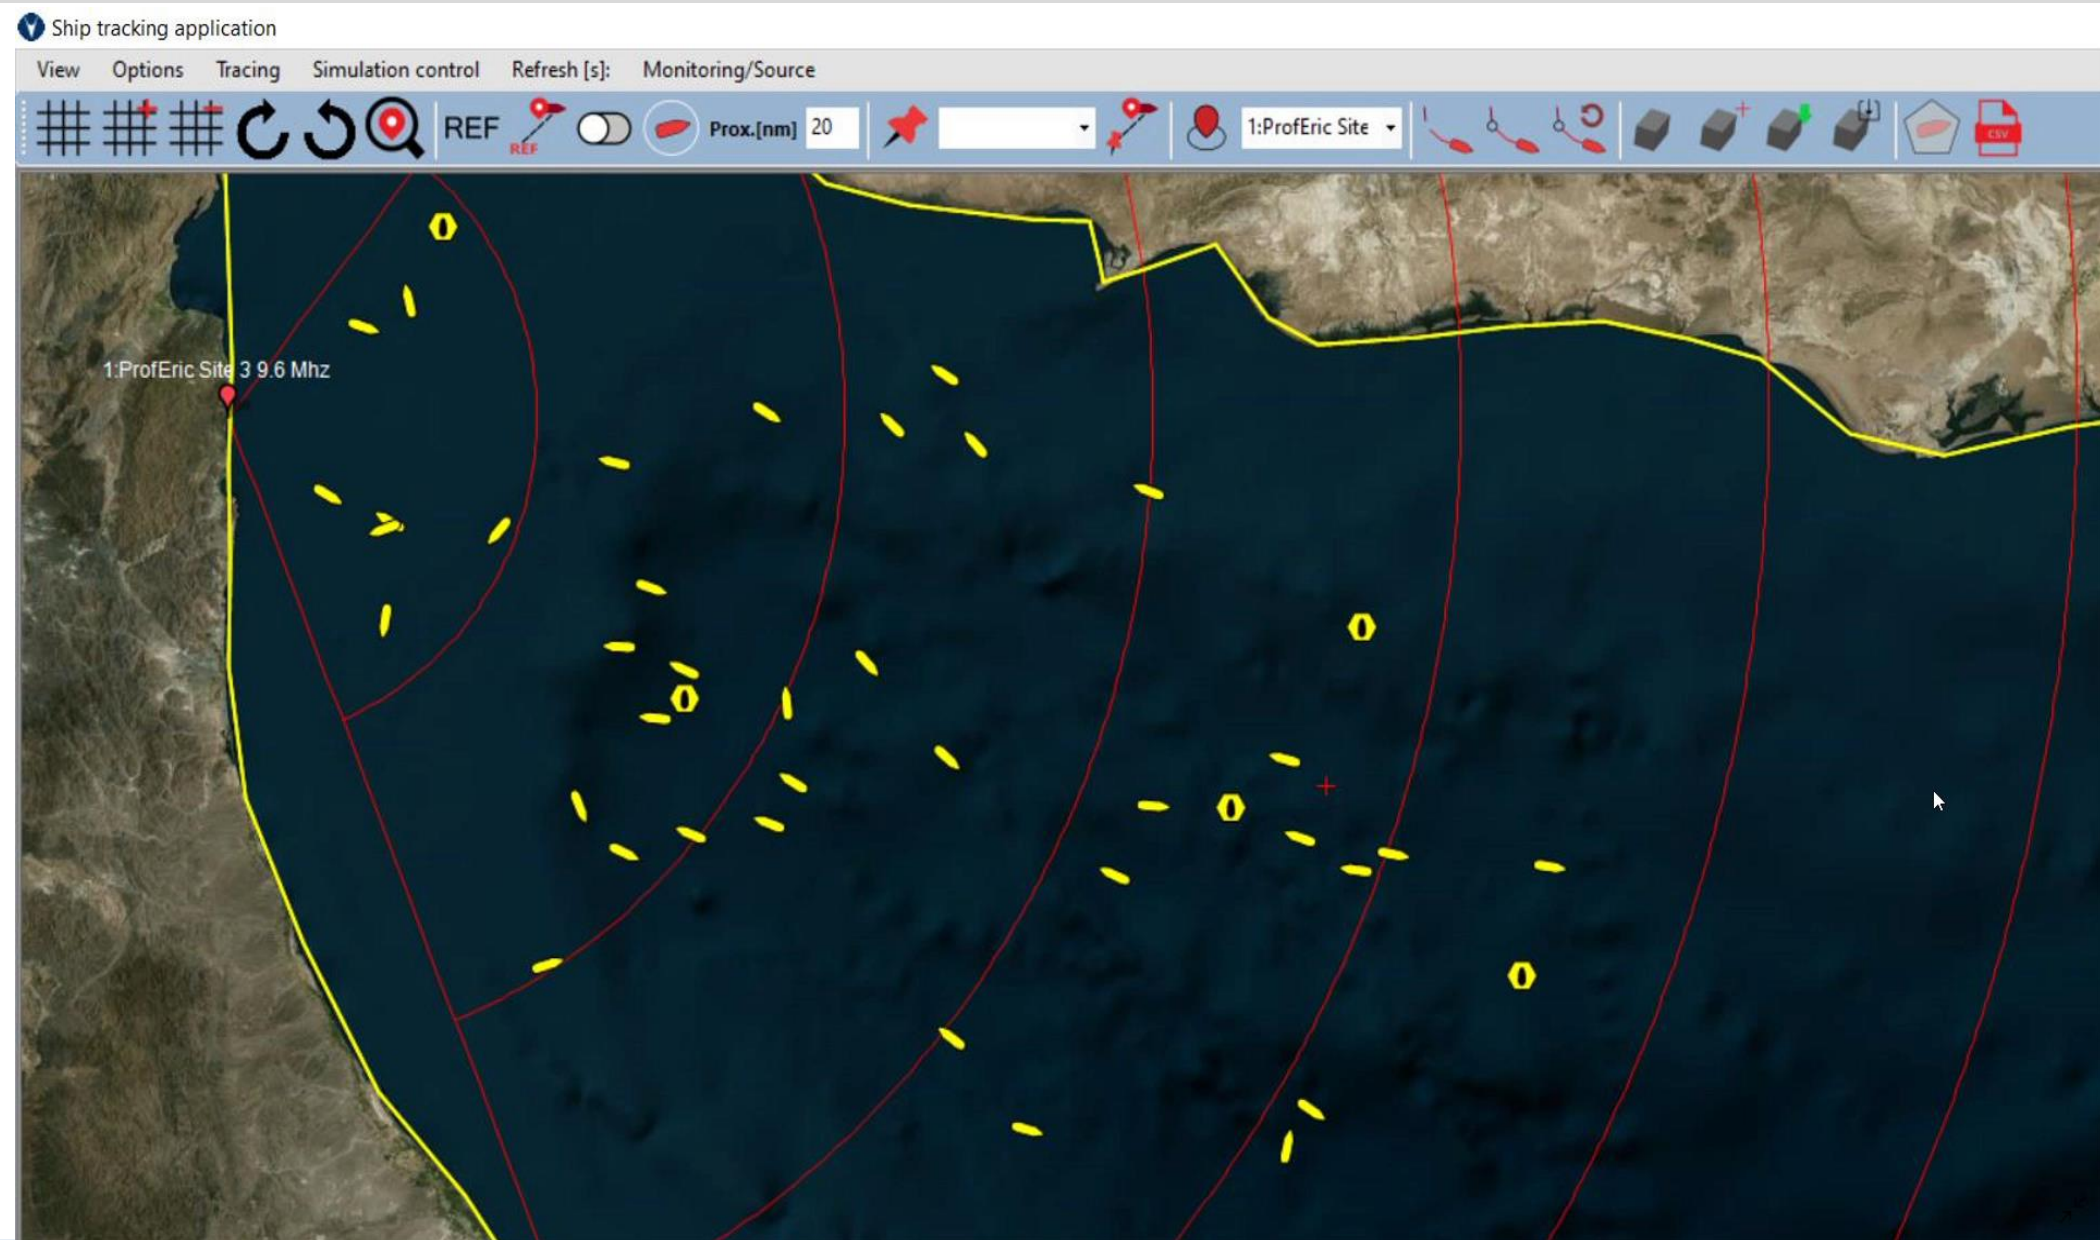 Ship tracking application
View Options Tracing Simulation control Refresh [s]: Monitoring/Source
REF REF Prox.[nm] 20 1:ProfEric Site CSV
1:ProfEric Site 3 9.6 Mhz